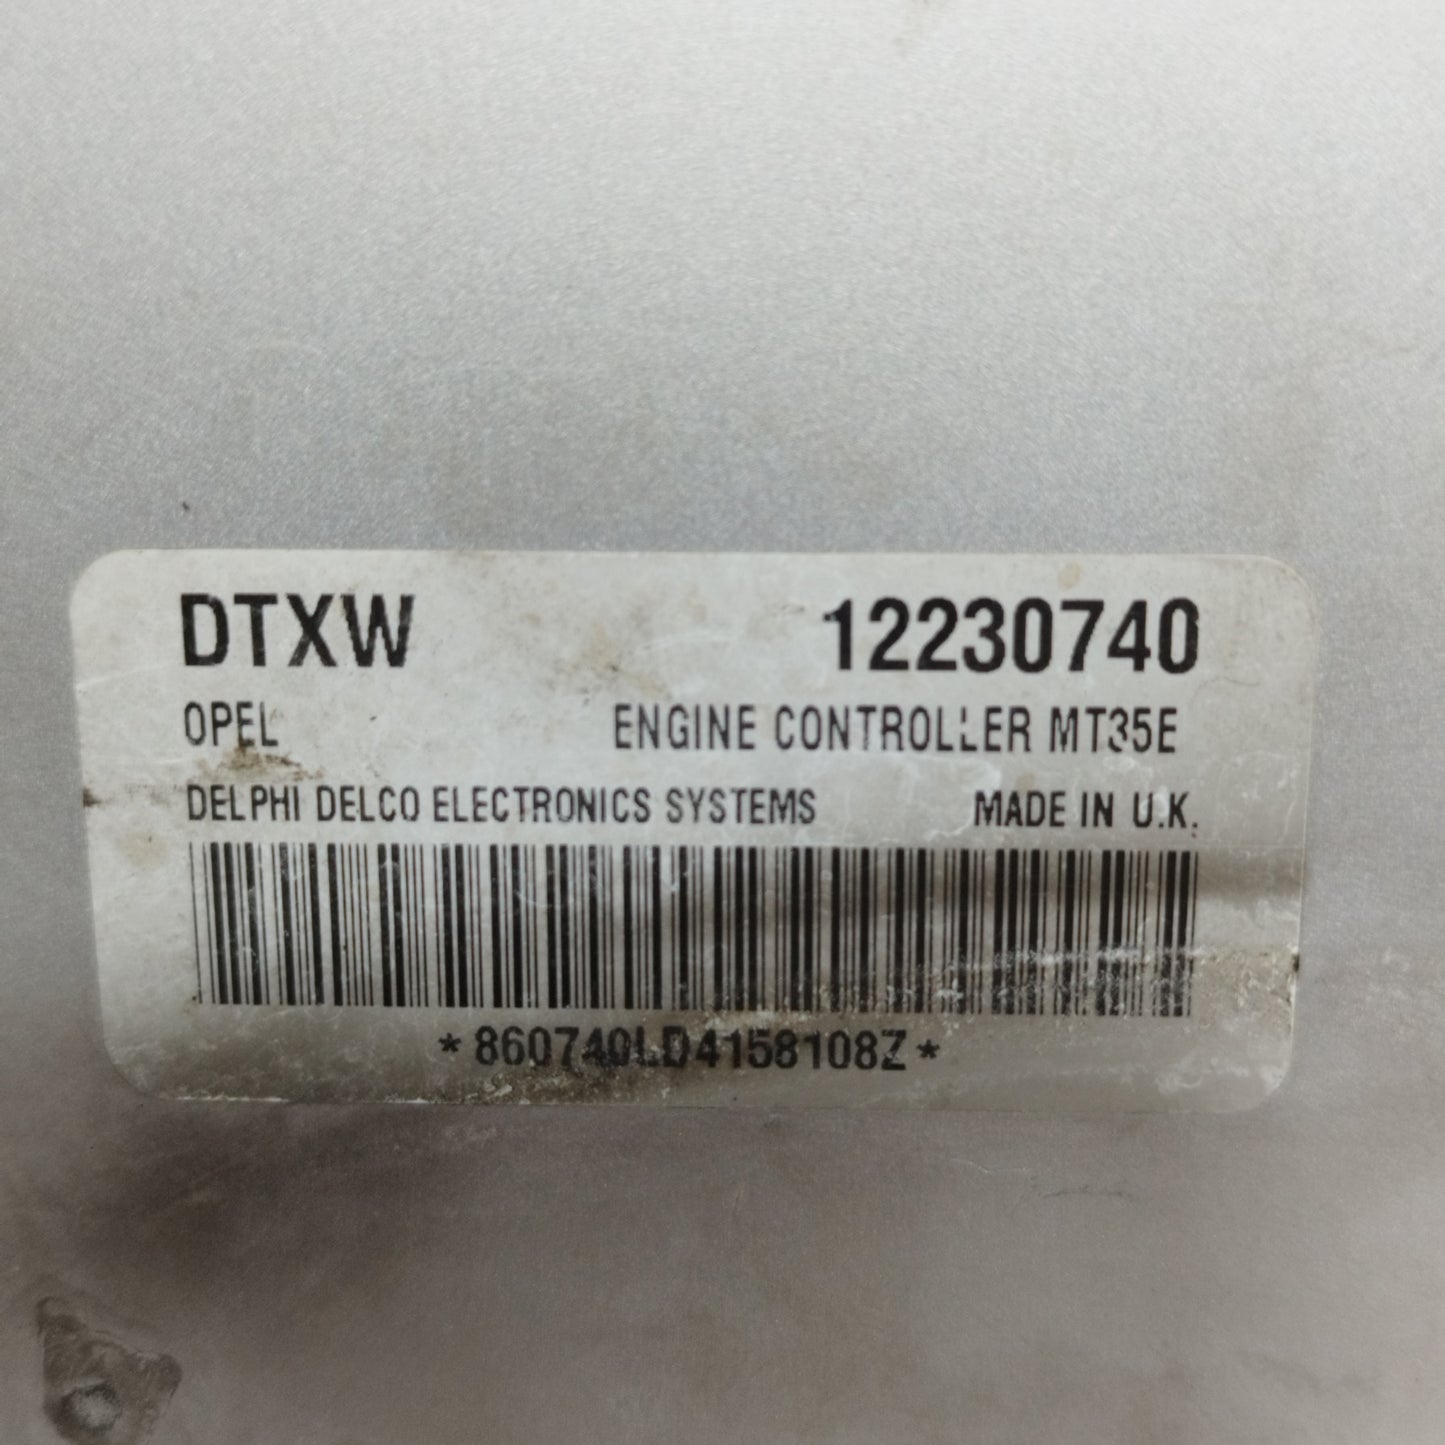 DTXW 12230740
OPEL ENGINE CONTROLLER MT35E
DELPHI DELCO ELECTRONICS SYSTEMS MADE IN U.K.
*860740LD4158108Z*